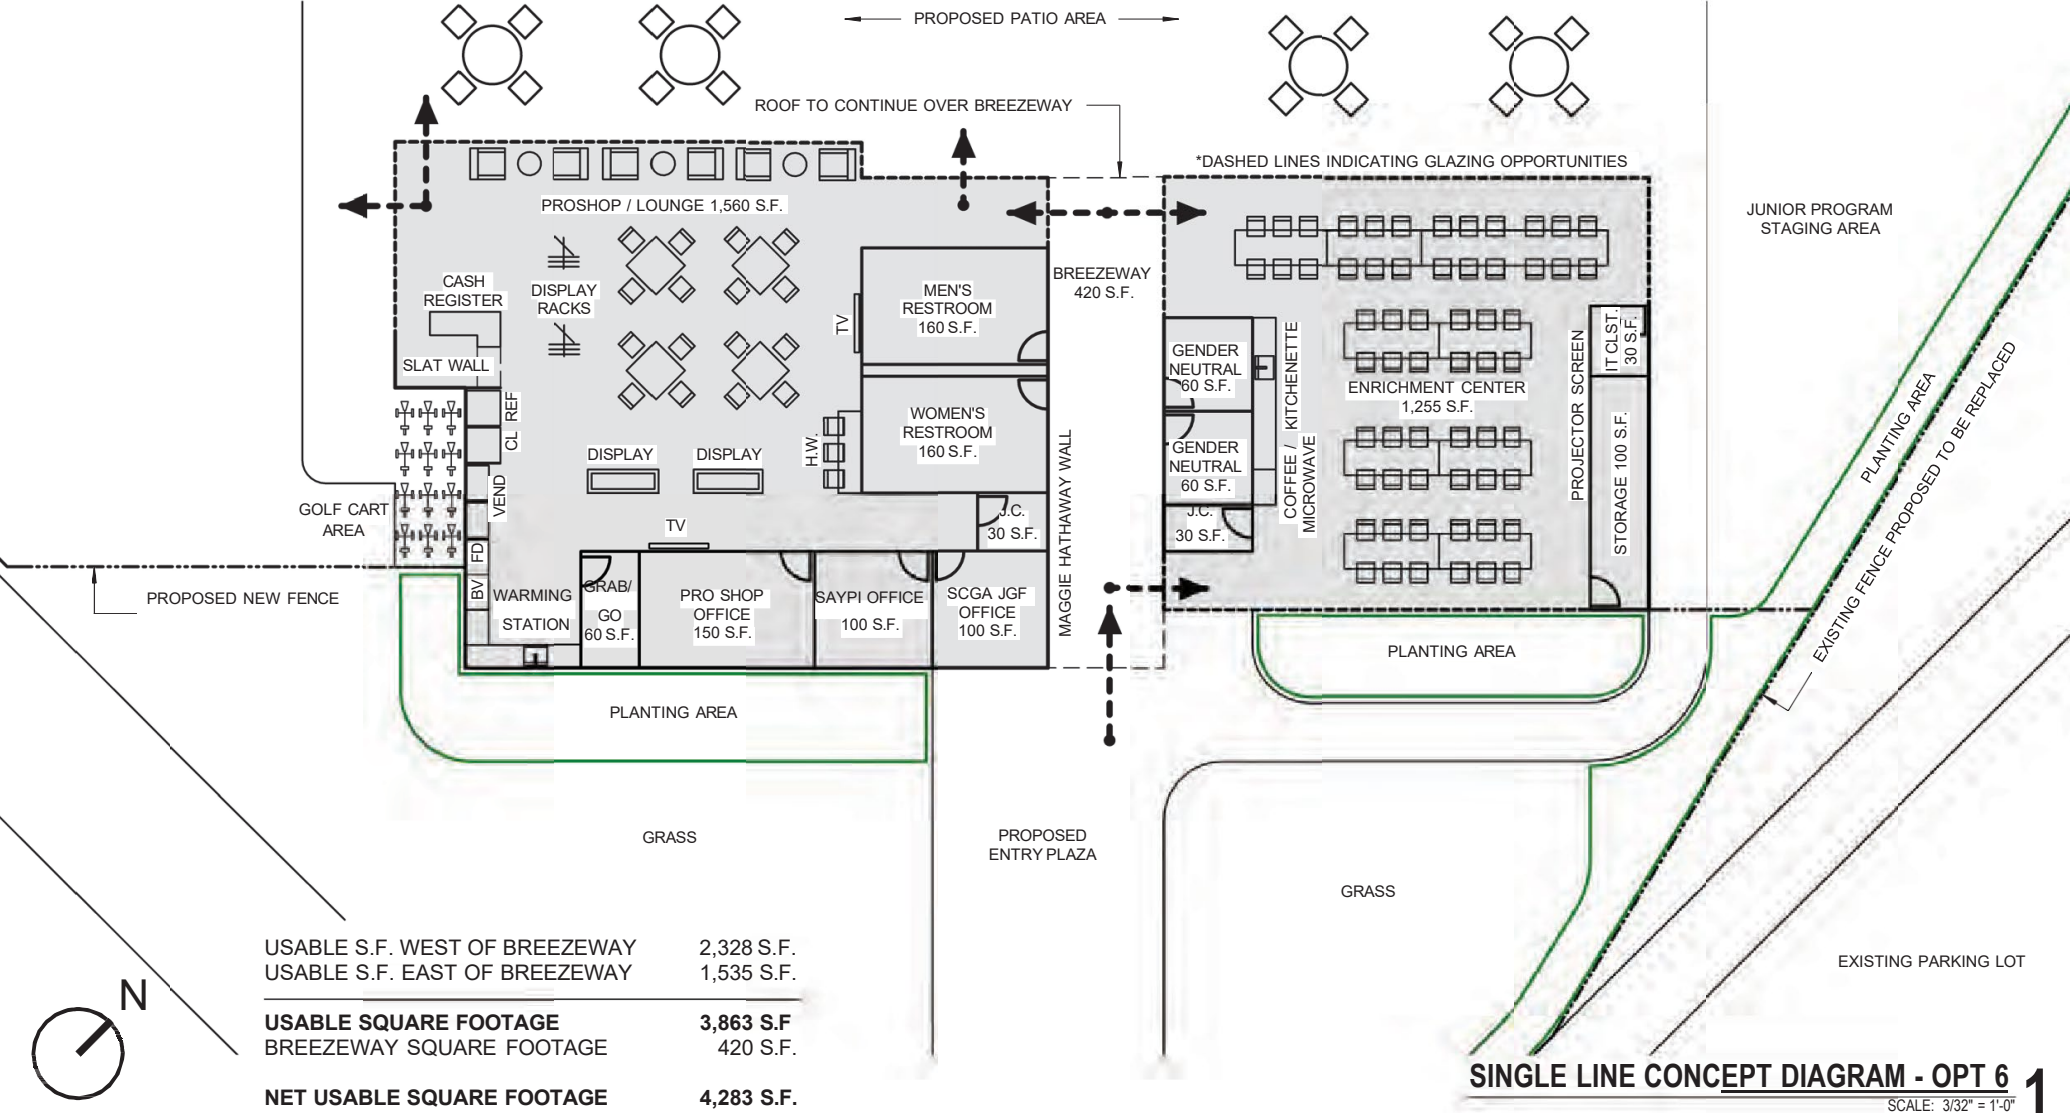 PROPOSED PATIO AREA
ROOF TO CONTINUE OVER BREEZEWAY
*DASHED LINES INDICATING GLAZING OPPORTUNITIES
PROSHOP / LOUNGE 1,560 S.F.
JUNIOR PROGRAM
STAGING AREA
CASH
REGISTER
DISPLAY
RACKS
TV
MEN'S
RESTROOM
160 S.F.
BREEZEWAY
420 S.F.
SLAT WALL
REF
CL
VEND
FD
BV
GENDER
NEUTRAL
60 S.F.
COFFEE / KITCHENETTE
MICROWAVE
ENRICHMENT CENTER
1,255 S.F.
PROJECTOR SCREEN
IT CLST.
30 S.F.
STORAGE 100 S.F.
WOMEN'S
RESTROOM
160 S.F.
H.W.
DISPLAY
DISPLAY
MAGGIE HATHAWAY WALL
GENDER
NEUTRAL
60 S.F.
PLANTING AREA
EXISTING FENCE PROPOSED TO BE REPLACED
GOLF CART
AREA
TV
J.C.
30 S.F.
J.C.
30 S.F.
PROPOSED NEW FENCE
WARMING
STATION
GRAB/
GO
60 S.F.
PRO SHOP
OFFICE
150 S.F.
SAYPI OFFICE
100 S.F.
SCGA JGF
OFFICE
100 S.F.
PLANTING AREA
PLANTING AREA
GRASS
PROPOSED
ENTRY PLAZA
GRASS
EXISTING PARKING LOT
N
USABLE S.F. WEST OF BREEZEWAY 2,328 S.F.
USABLE S.F. EAST OF BREEZEWAY 1,535 S.F.
USABLE SQUARE FOOTAGE 3,863 S.F
BREEZEWAY SQUARE FOOTAGE 420 S.F.
NET USABLE SQUARE FOOTAGE 4,283 S.F.
SINGLE LINE CONCEPT DIAGRAM - OPT 6 1
SCALE: 3/32" = 1'-0"